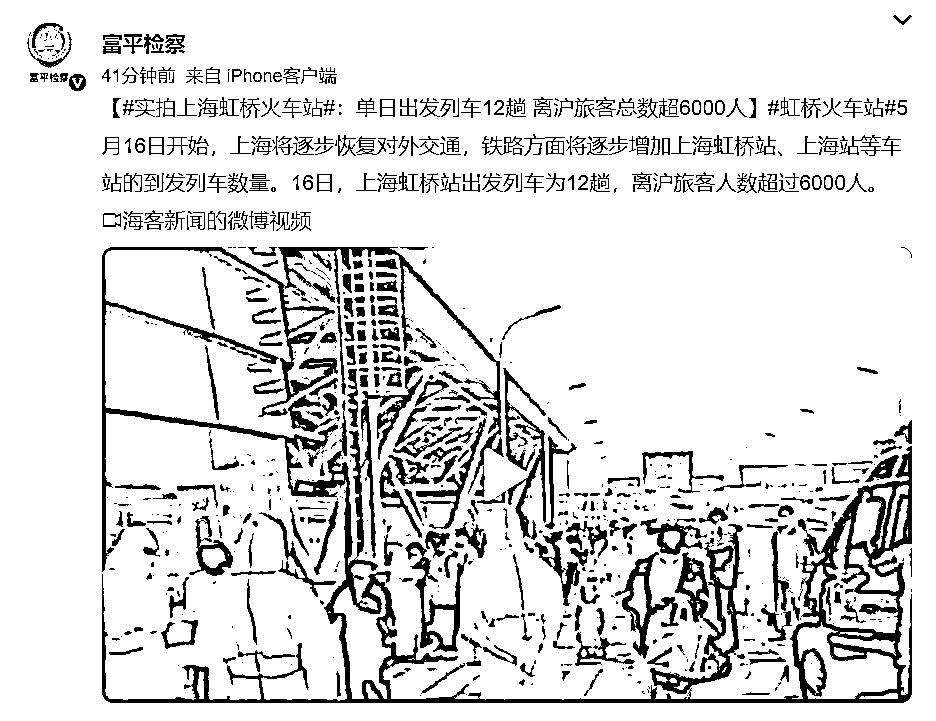 富平检察
富平检察
41分钟前 来自 iPhone客户端
【#实拍上海虹桥火车站#：单日出发列车12趟 离沪旅客总数超6000人】#虹桥火车站#5
月16日开始，上海将逐步恢复对外交通，铁路方面将逐步增加上海虹桥站、上海站等车
站的到发列车数量。16日，上海虹桥站出发列车为12趟，离沪旅客人数超过6000人。
海客新闻的微博视频